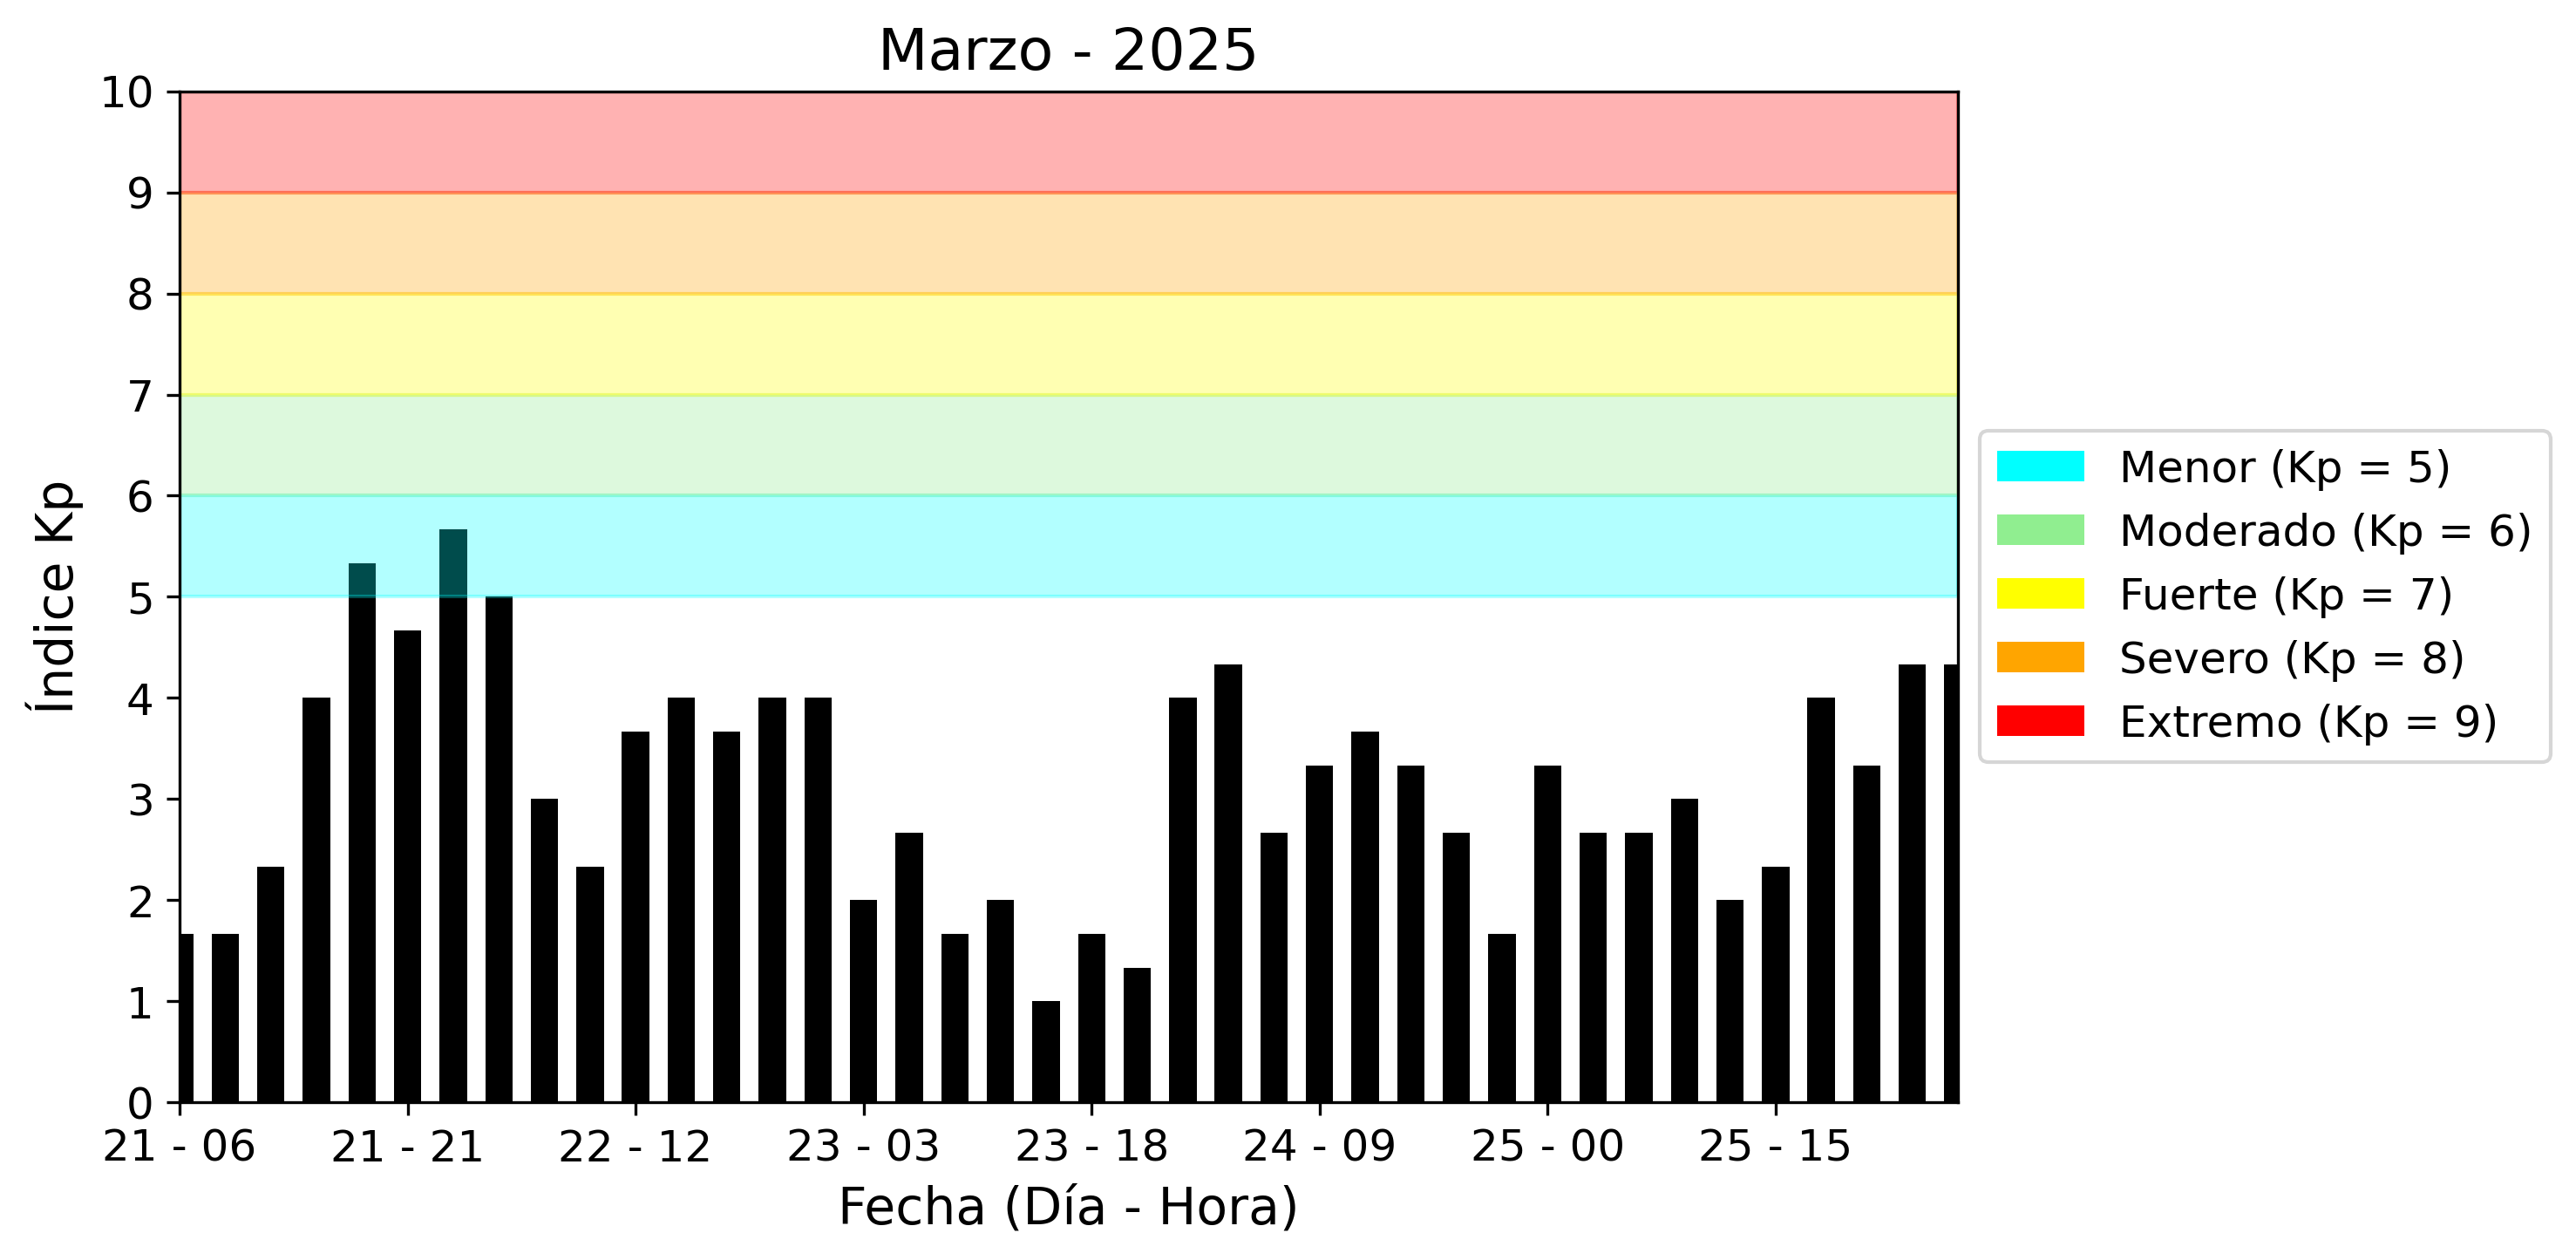 Marzo - 2025
10
9
8
7
6
5
4
3
2
1
0
Índice Kp
21 - 06
21 - 21
22 - 12
23 - 03
23 - 18
24 - 09
25 - 00
25 - 15
Fecha (Día - Hora)
Menor (Kp = 5)
Moderado (Kp = 6)
Fuerte (Kp = 7)
Severo (Kp = 8)
Extremo (Kp = 9)